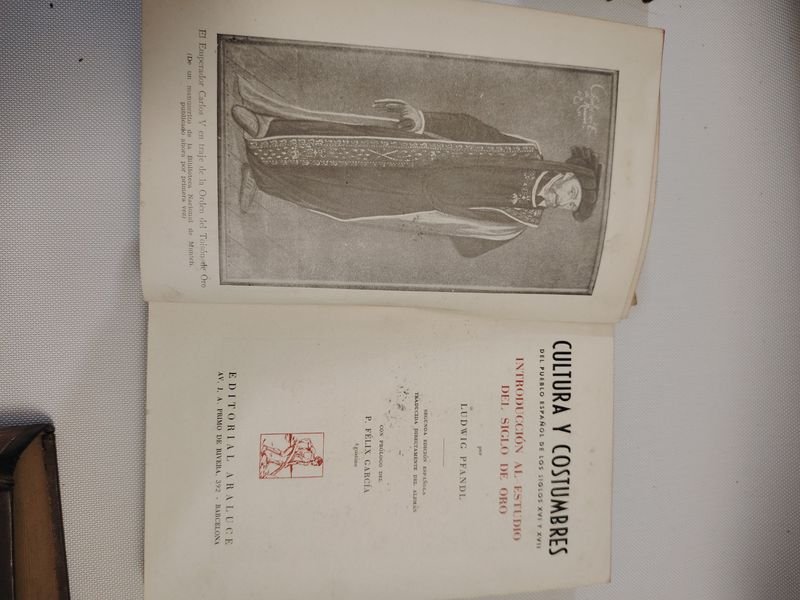 El Emperador Carlos V en traje de la Orden del Toisón de Oro
(De un manuscrito de la Biblioteca Nacional de Munich,
publicado ahora por primera vez)
CULTURA Y COSTUMBRES
DEL PUEBLO ESPAÑOL DE LOS SIGLOS XVI Y XVII
INTRODUCCIÓN AL ESTUDIO
DEL SIGLO DE ORO
por
LUDWIG PFANDL
SEGUNDA EDICIÓN ESPAÑOLA
TRADUCIDA DIRECTAMENTE DEL ALEMÁN
CON PRÓLOGO DEL
P. FÉLIX GARCÍA
Agustino
EDITORIAL ARALUCE
AV. J. A. PRIMO DE RIVERA, 392 - BARCELONA